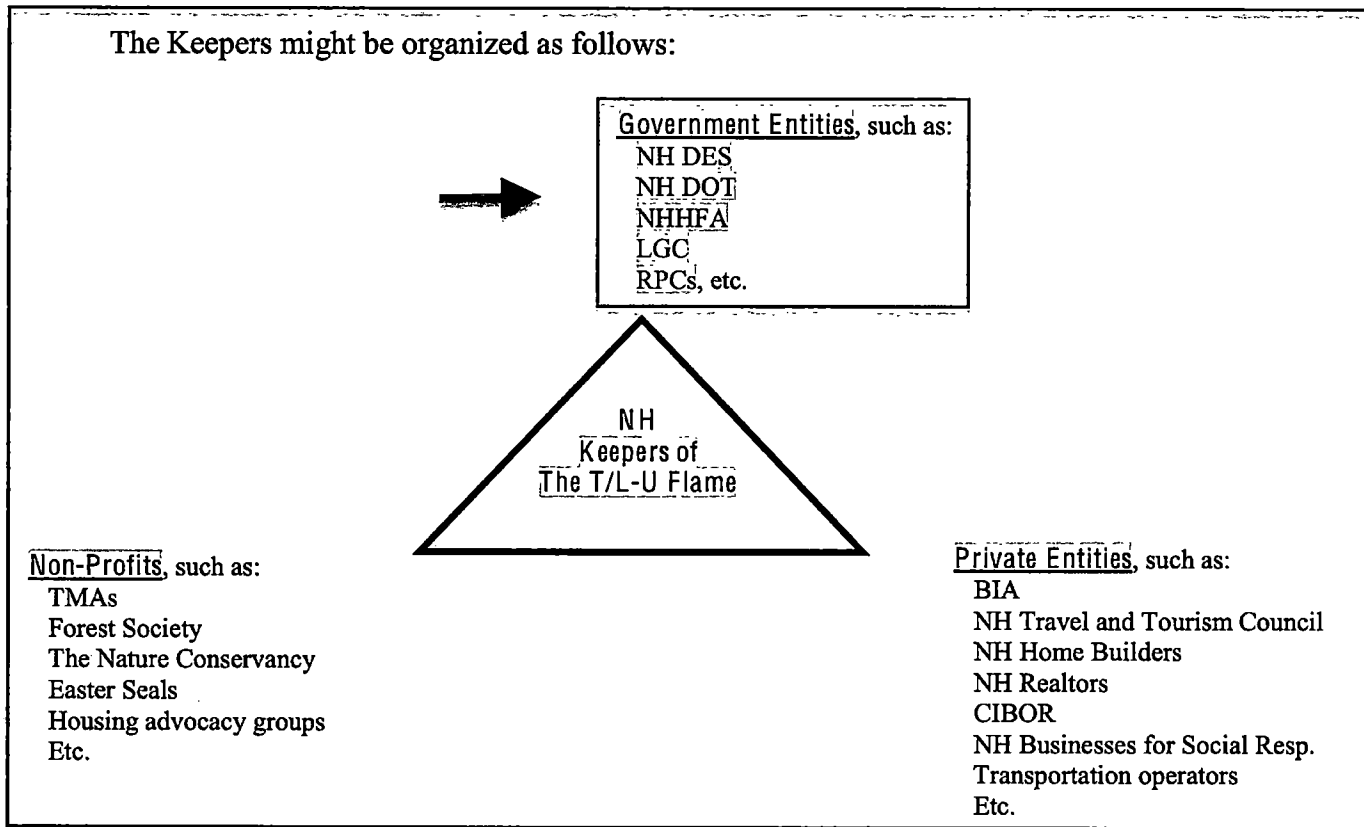 The Keepers might be organized as follows:
Government Entities, such as:
NH DES
NH DOT
NHHFA
LGC
RPCs, etc.
NH
Keepers of
The T/L-U Flame
Non-Profits, such as:
TMAs
Forest Society
The Nature Conservancy
Easter Seals
Housing advocacy groups
Etc.
Private Entities, such as:
BIA
NH Travel and Tourism Council
NH Home Builders
NH Realtors
CIBOR
NH Businesses for Social Resp.
Transportation operators
Etc.